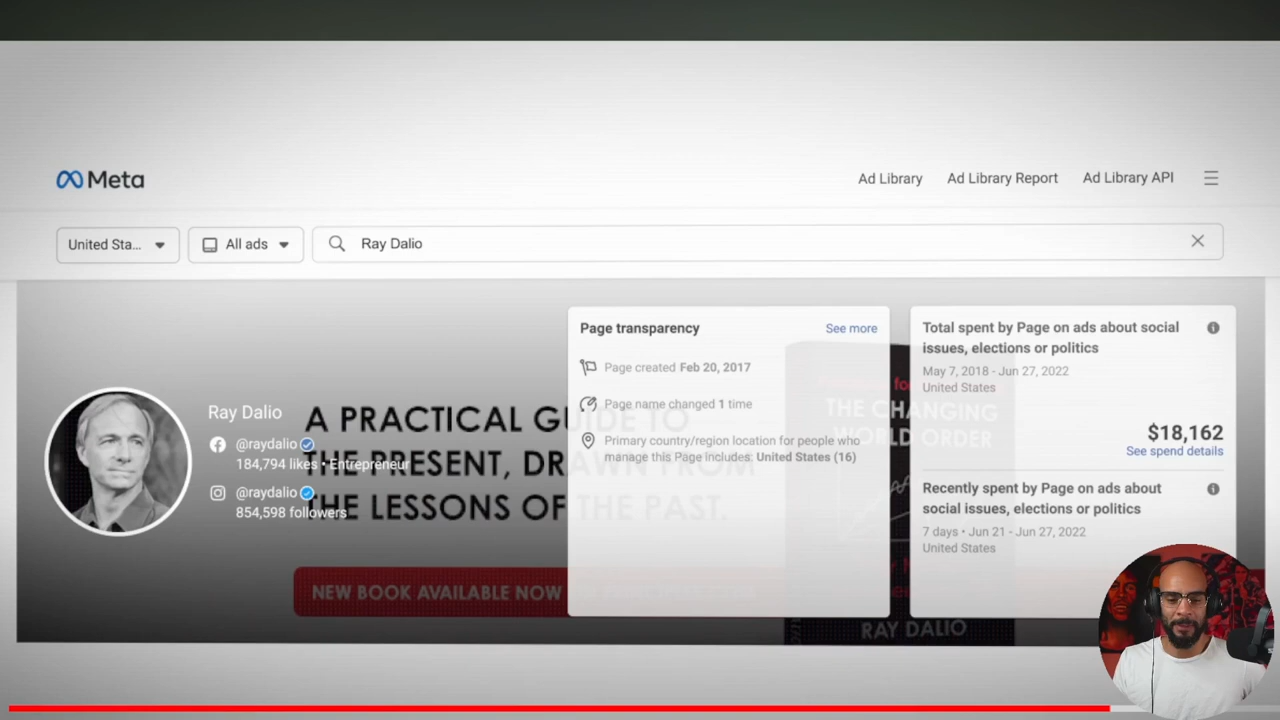 Meta
Ad Library
Ad Library Report
Ad Library API
United Sta...
All ads
Ray Dalio
Page transparency
See more
Page created Feb 20, 2017
Page name changed 1 time
Primary country/region location for people who
manage this Page includes: United States (16)
Total spent by Page on ads about social
issues, elections or politics
May 7, 2018 - Jun 27, 2022
United States
$18,162
See spend details
Recently spent by Page on ads about
social issues, elections or politics
7 days • Jun 21 - Jun 27, 2022
United States
Ray Dalio
@raydalio
184,794 likes • Entrepreneur
@raydalio
854,598 followers
A PRACTICAL GUIDE TO
THE PRESENT, DRAWN FROM
THE LESSONS OF THE PAST.
NEW BOOK AVAILABLE NOW
THE CHANGING
WORLD ORDER
RAY DALIO